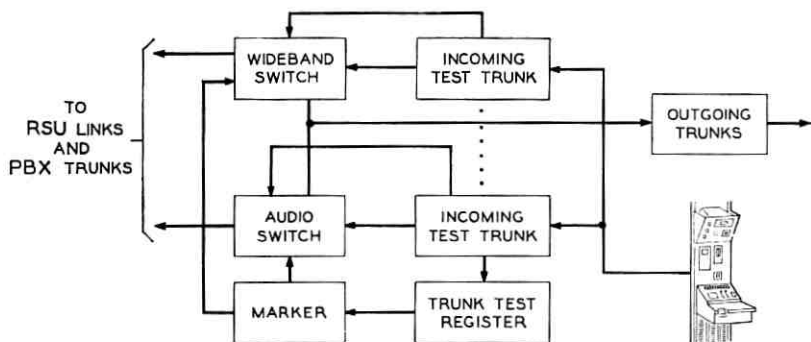 WIDEBAND
SWITCH
INCOMING
TEST TRUNK
TO
RSU LINKS
AND
PBX TRUNKS
OUTGOING
TRUNKS
AUDIO
SWITCH
INCOMING
TEST TRUNK
MARKER
TRUNK TEST
REGISTER